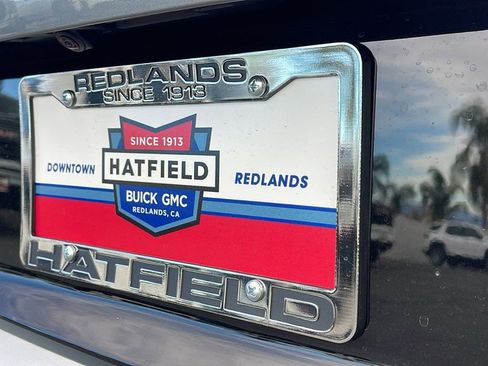 REDLANDS
SINCE 1913
SINCE 1913
DOWNTOWN HATFIELD REDLANDS
BUICK GMC
REDLANDS, CA
HATFIELD